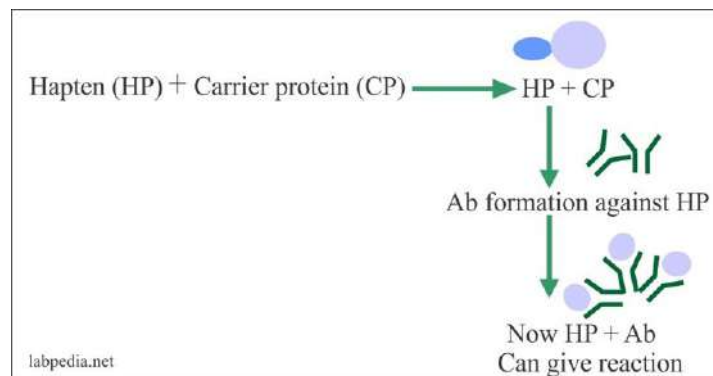 Hapten (HP) + Carrier protein (CP)
HP + CP
Ab formation against HP
Now HP + Ab
Can give reaction
labpedia.net